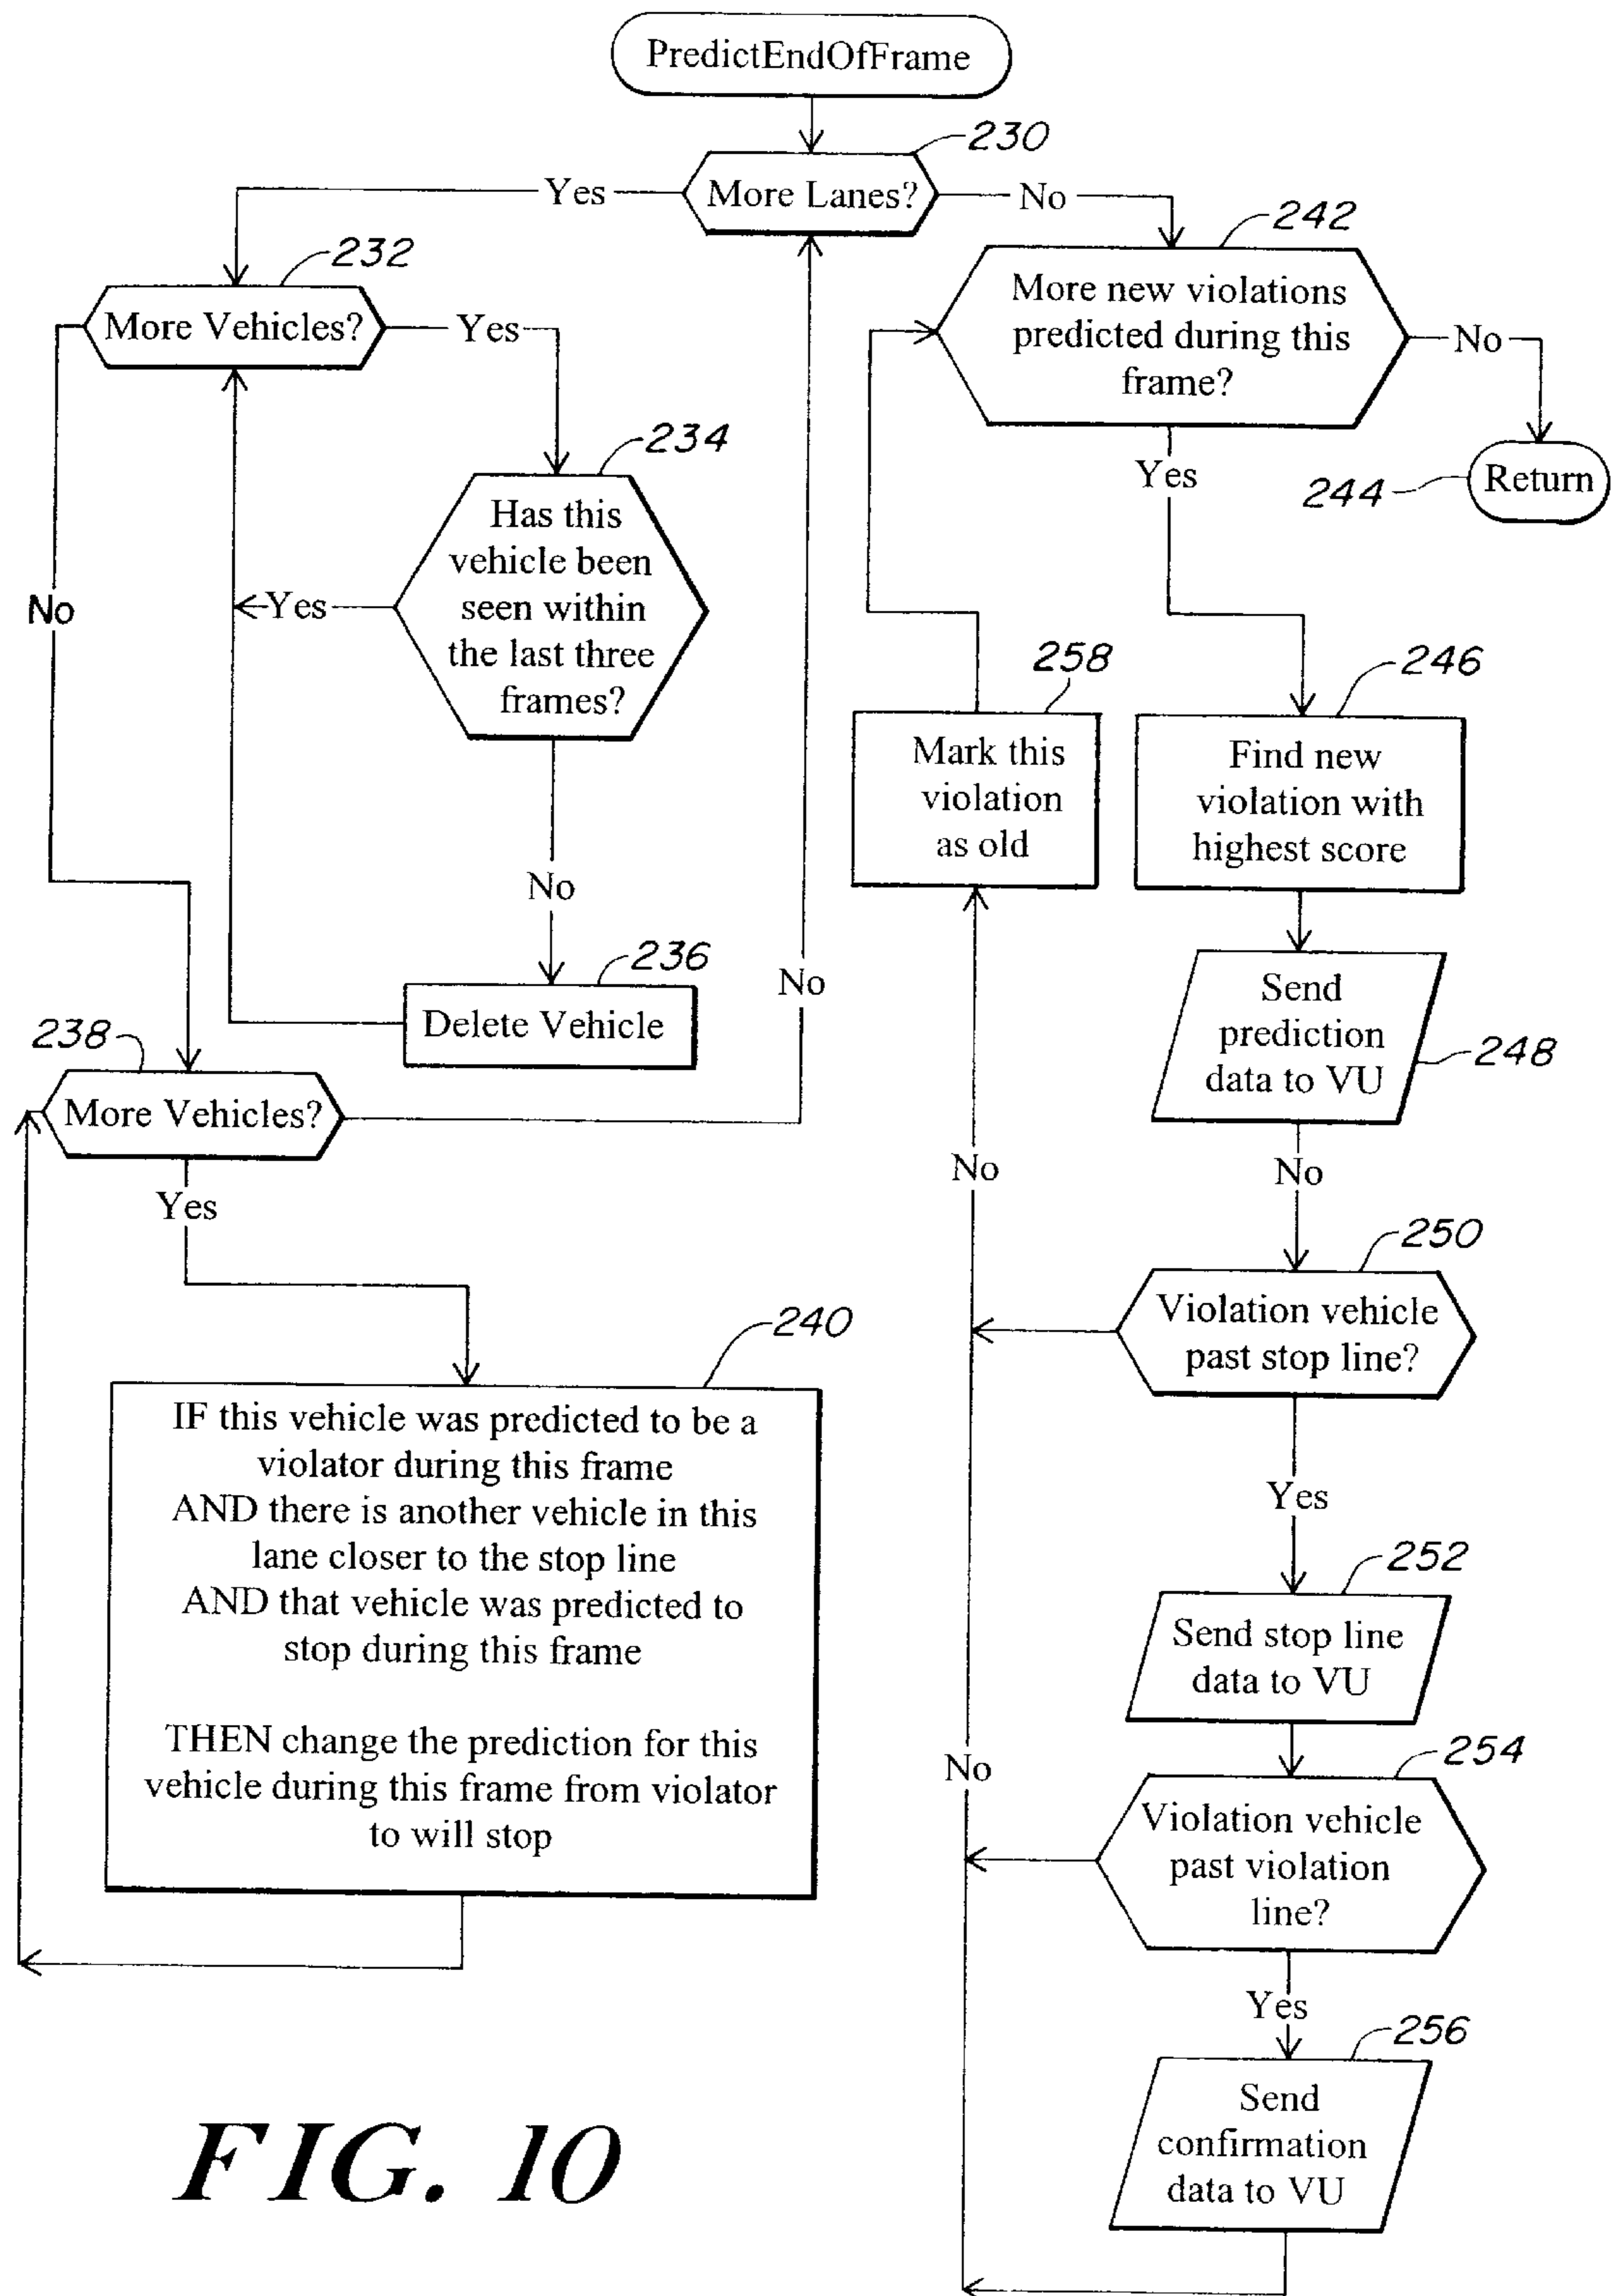 PredictEndOfFrame
230
More Lanes?
Yes
No
232
More Vehicles?
Yes
No
234
Has this
vehicle been
seen within
the last three
frames?
Yes
No
236
Delete Vehicle
238
More Vehicles?
No
Yes
240
IF this vehicle was predicted to be a
violator during this frame
AND there is another vehicle in this
lane closer to the stop line
AND that vehicle was predicted to
stop during this frame
THEN change the prediction for this
vehicle during this frame from violator
to will stop
242
More new violations
predicted during this
frame?
No
244
Return
Yes
246
Find new
violation with
highest score
258
Mark this
violation
as old
Send
prediction
data to VU
248
No
No
250
Violation vehicle
past stop line?
Yes
252
Send stop line
data to VU
No
254
Violation vehicle
past violation
line?
Yes
256
Send
confirmation
data to VU
FIG. 10